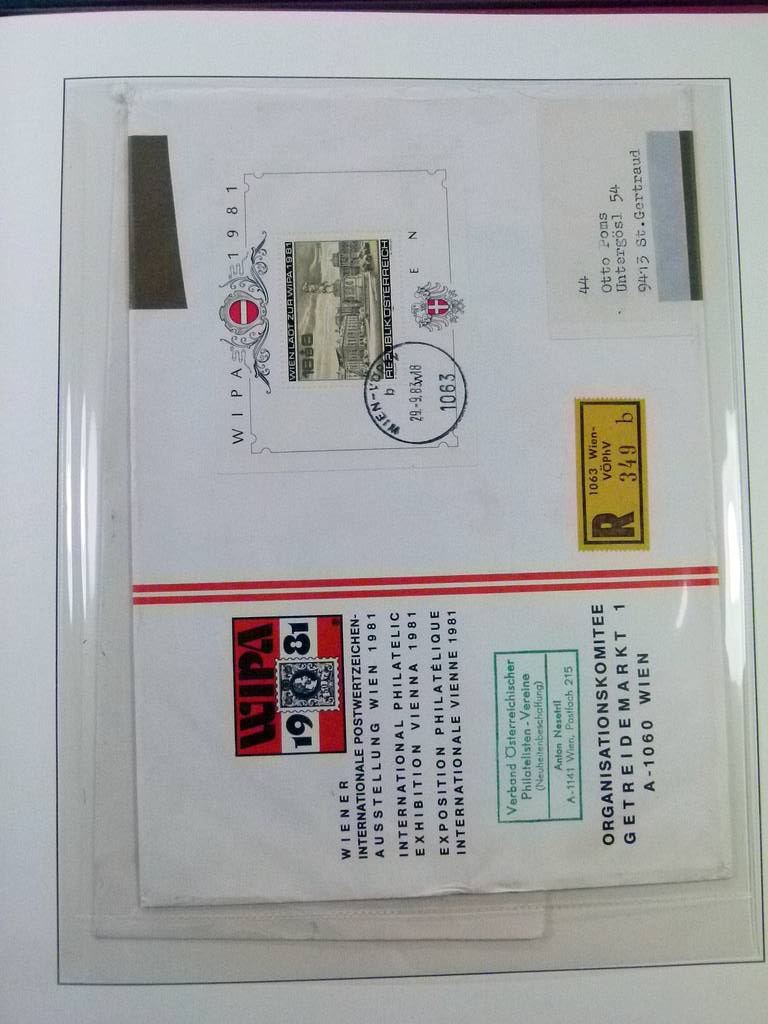 WIPA
1981
WIENER
INTERNATIONALE POSTWERTZEICHEN-
AUSSTELLUNG WIEN 1981
INTERNATIONAL PHILATELIC
EXHIBITION VIENNA 1981
EXPOSITION PHILATÉLIQUE
INTERNATIONALE VIENNE 1981
Verband Österreichischer
Philatelisten-Vereine
(Neuheitenbeschaffung)
Anton Nesetril
A-1141 Wien, Postfach 215
ORGANISATIONSKOMITEE
GETREIDEMARKT 1
A-1060 WIEN
WIPA 1981
WIEN LÄDT ZUR WIPA 1981
REPUBLIK ÖSTERREICH
EN
WIEN-
b
29.-9.83
1063
R
1063 Wien-
VÖPhV
349 b
44
Otto Poms
Untergösl 54
9413 St.Gertraud